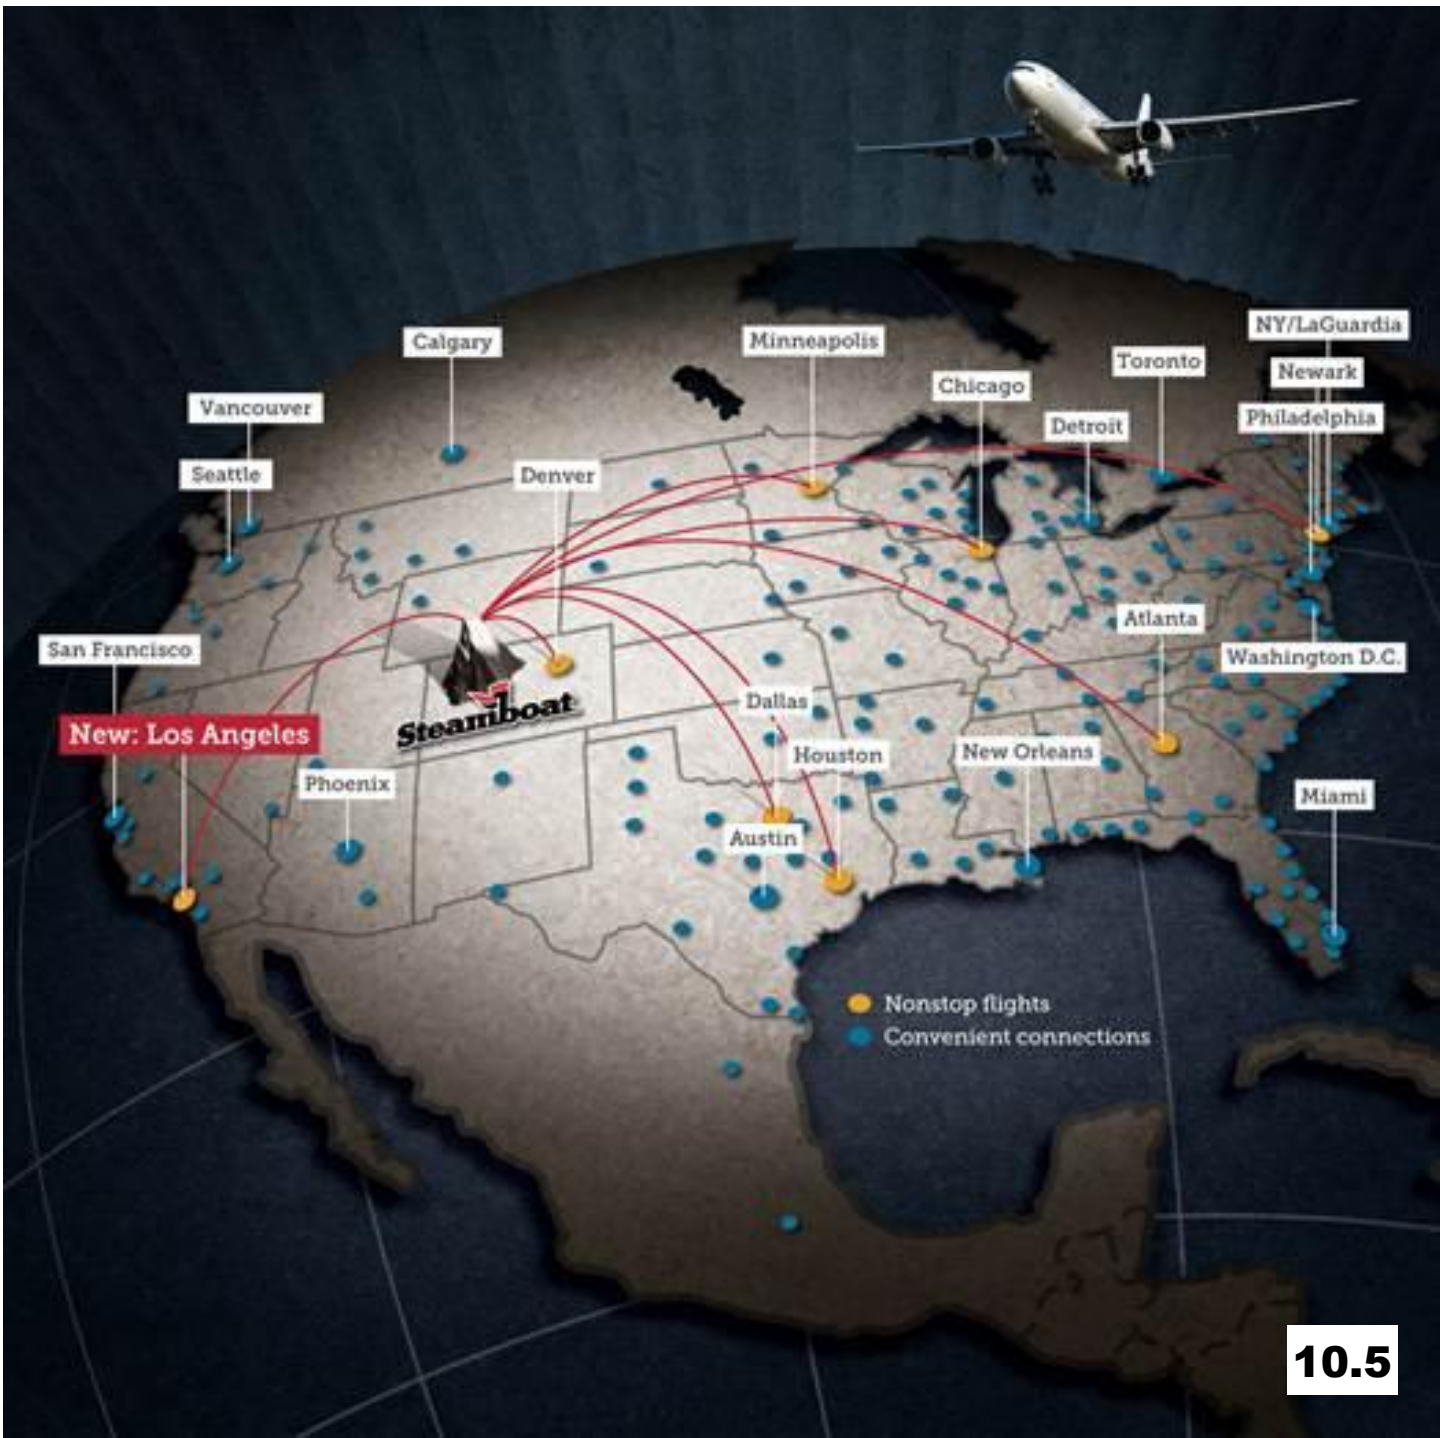 NY/LaGuardia
Calgary
Minneapolis
Toronto
Newark
Chicago
Vancouver
Philadelphia
Detroit
Seattle
Denver
Atlanta
San Francisco
Washington D.C.
Dallas
Steamboat
New: Los Angeles
Houston
New Orleans
Phoenix
Miami
Austin
Nonstop flights
Convenient connections
10.5